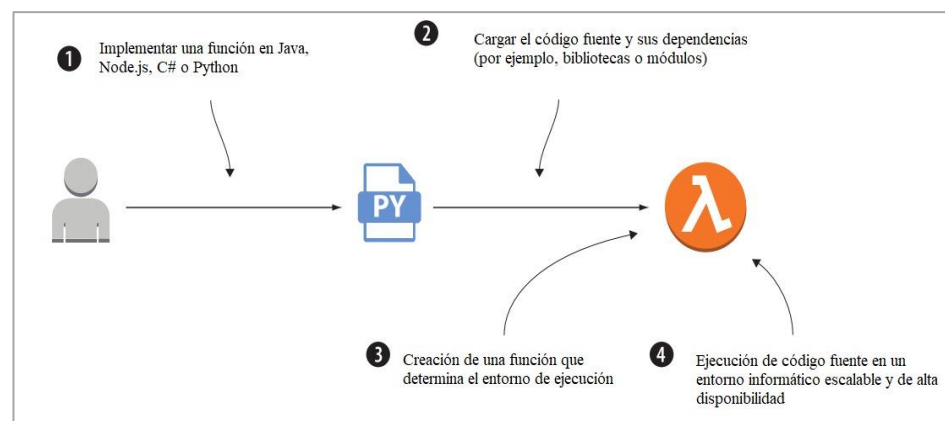 1
Implementar una función en Java,
Node.js, C# o Python
2
Cargar el código fuente y sus dependencias
(por ejemplo, bibliotecas o módulos)
PY
λ
3
Creación de una función que
determina el entorno de ejecución
4
Ejecución de código fuente en un
entorno informático escalable y de alta
disponibilidad